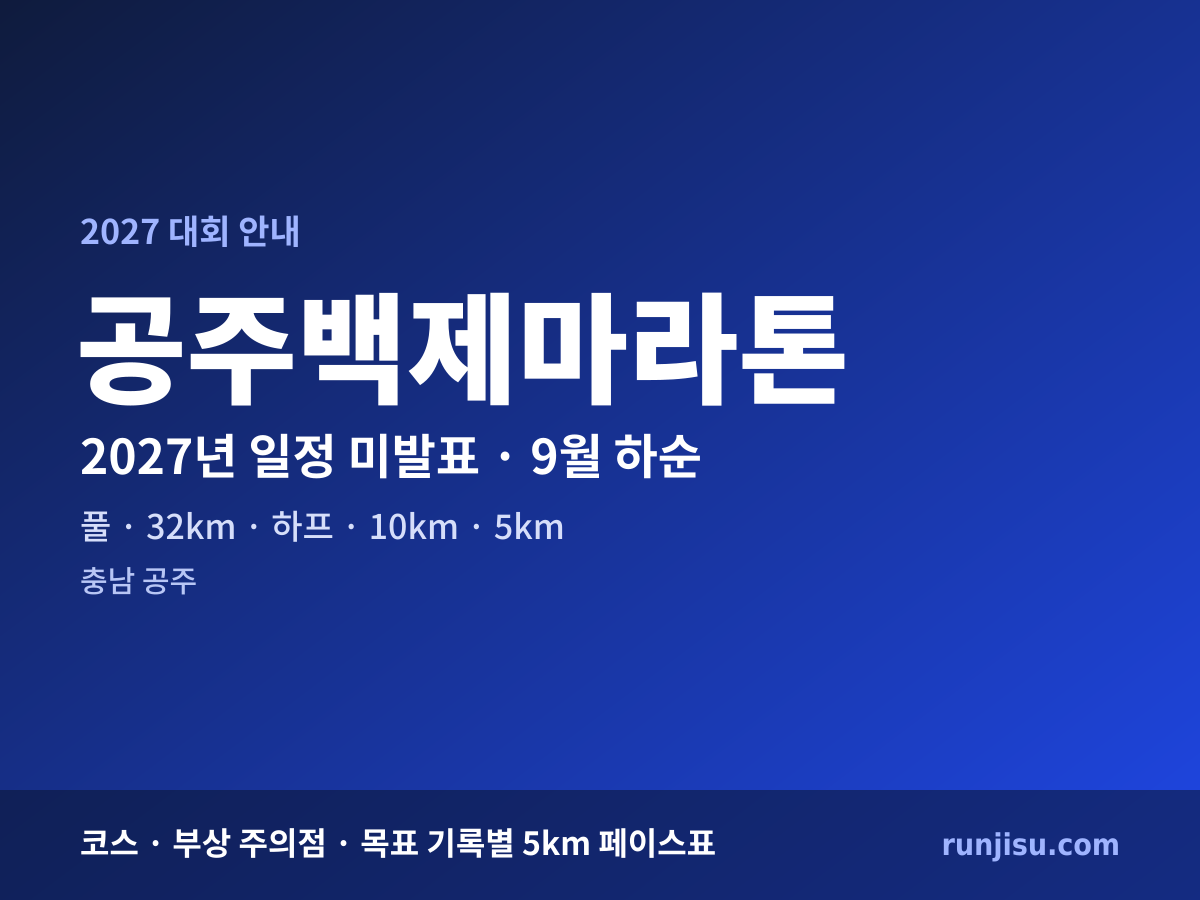 2027 대회 안내
공주백제마라톤
2027년 일정 미발표 · 9월 하순
풀 · 32km · 하프 · 10km · 5km
충남 공주
코스 · 부상 주의점 · 목표 기록별 5km 페이스표
runjisu.com